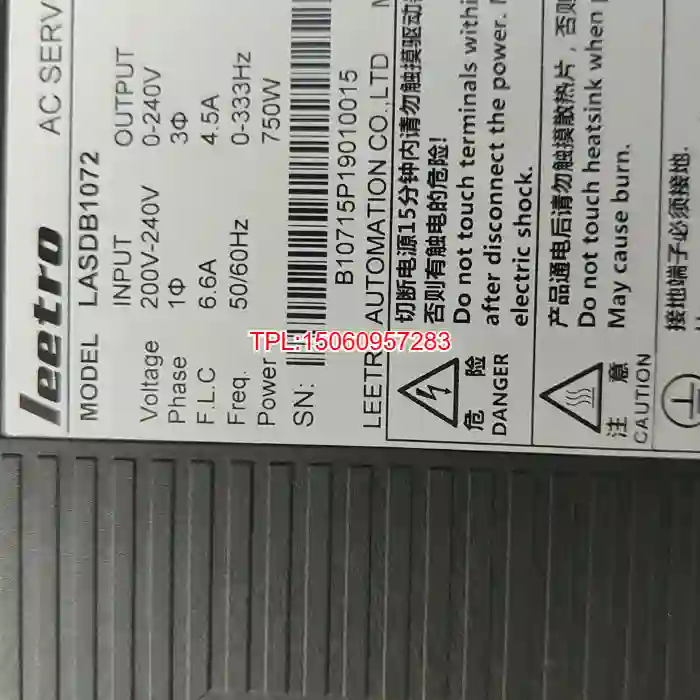 leetro
AC SERV
MODEL LASDB1072
INPUT OUTPUT
Voltage 200V-240V 0-240V
Phase 1Φ 3Φ
F.L.C 6.6A 4.5A
Freq. 50/60Hz 0-333Hz
Power 750W
SN:
B10715P19010015
LEETRO AUTOMATION CO.,LTD
危 险
DANGER
切断电源15分钟内请勿触摸驱动
否则有触电的危险!
Do not touch terminals withi
after disconnect the power.
electric shock.
注 意
CAUTION
产品通电后请勿触摸散热片，否
Do not touch heatsink when
May cause burn.
接地端子必须接地.
TPL:15060957283